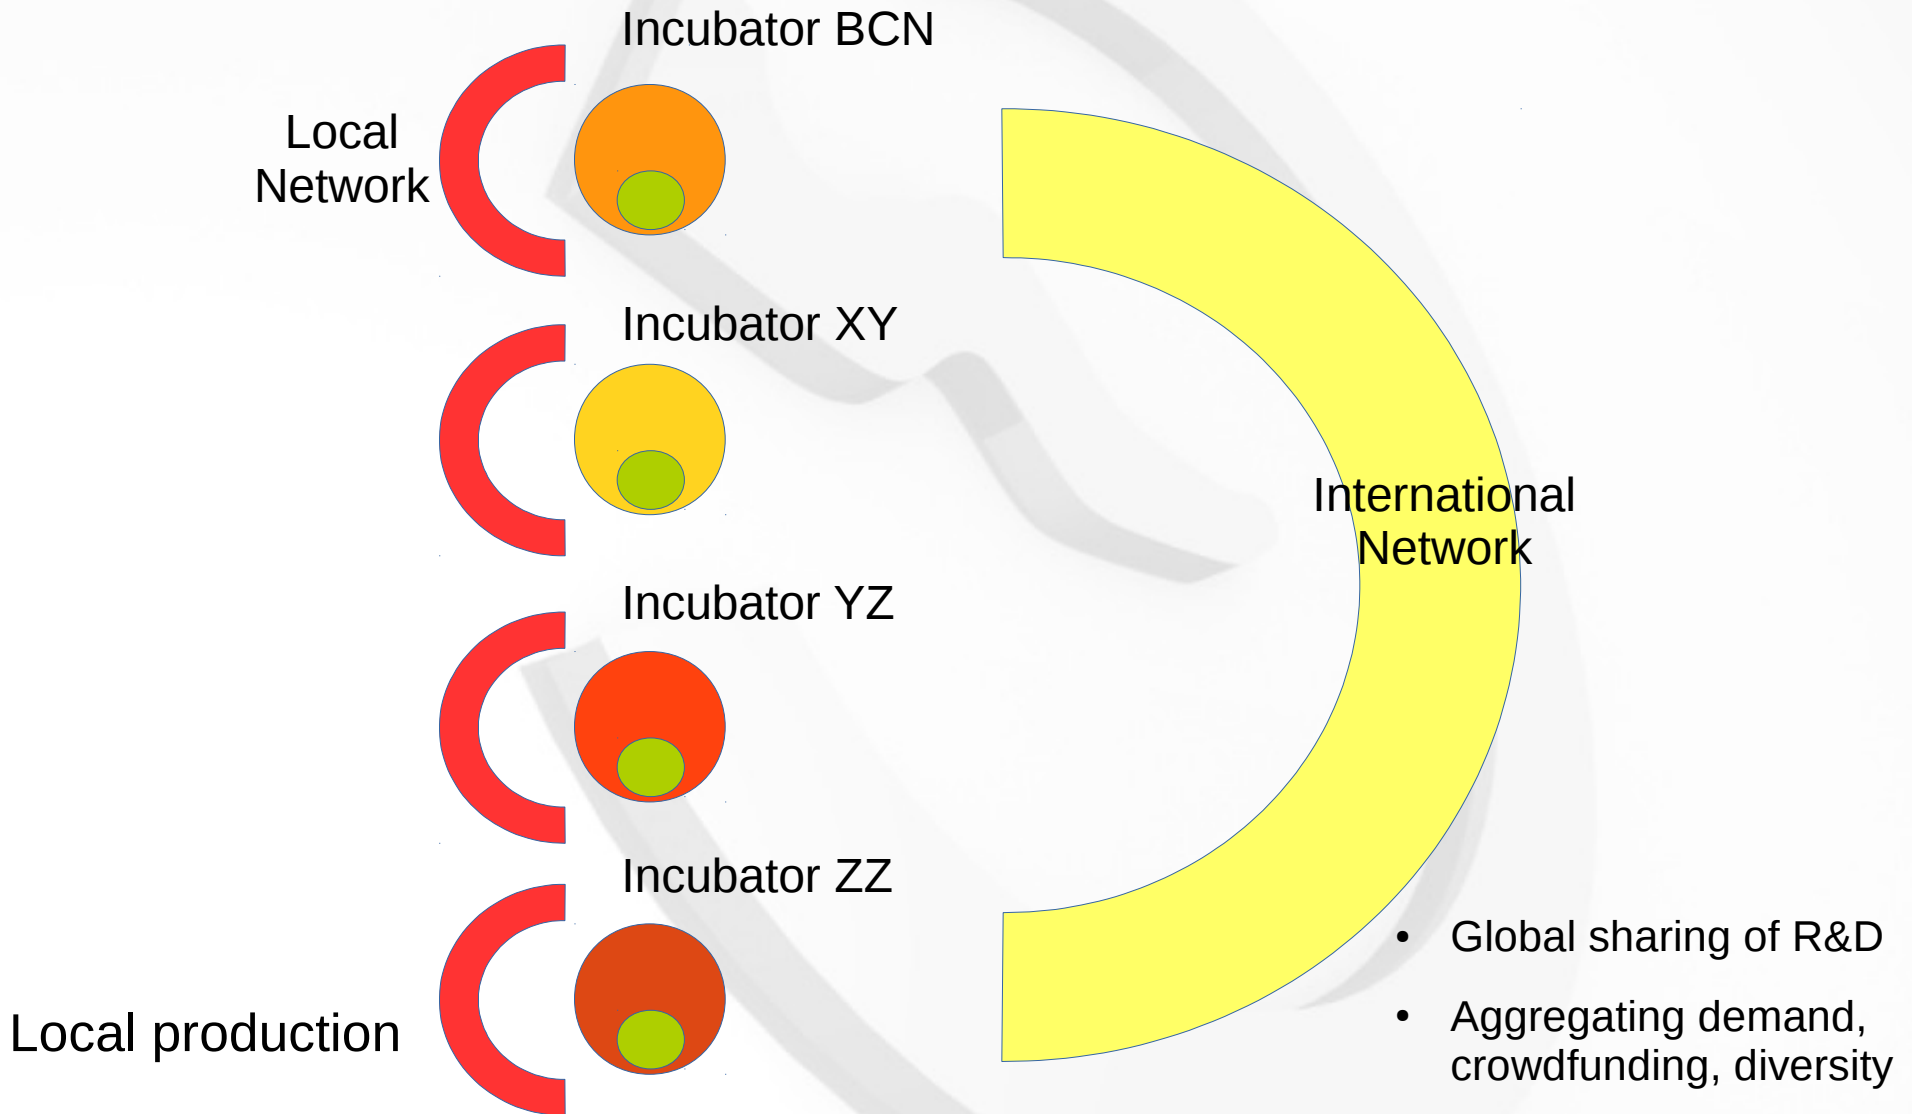 Incubator BCN
Local
Network
Incubator XY
International
Network
Incubator YZ
Incubator ZZ
Local production
• Global sharing of R&D
• Aggregating demand,
crowdfunding, diversity